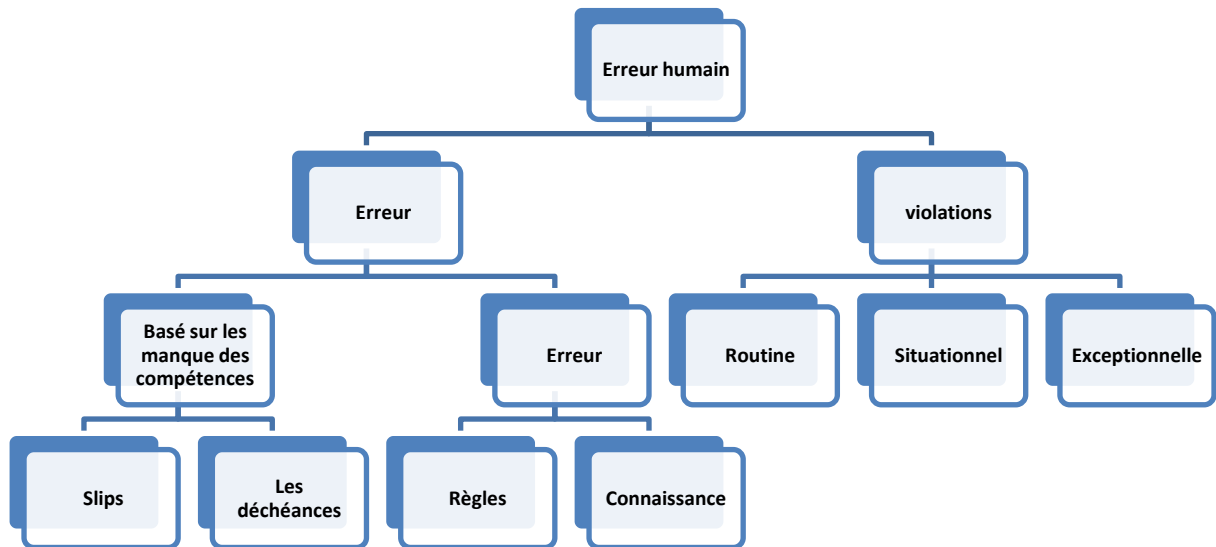 Erreur humain
Erreur
violations
Basé sur les
manque des
compétences
Erreur
Routine
Situationnel
Exceptionnelle
Slips
Les
déchéances
Règles
Connaissance